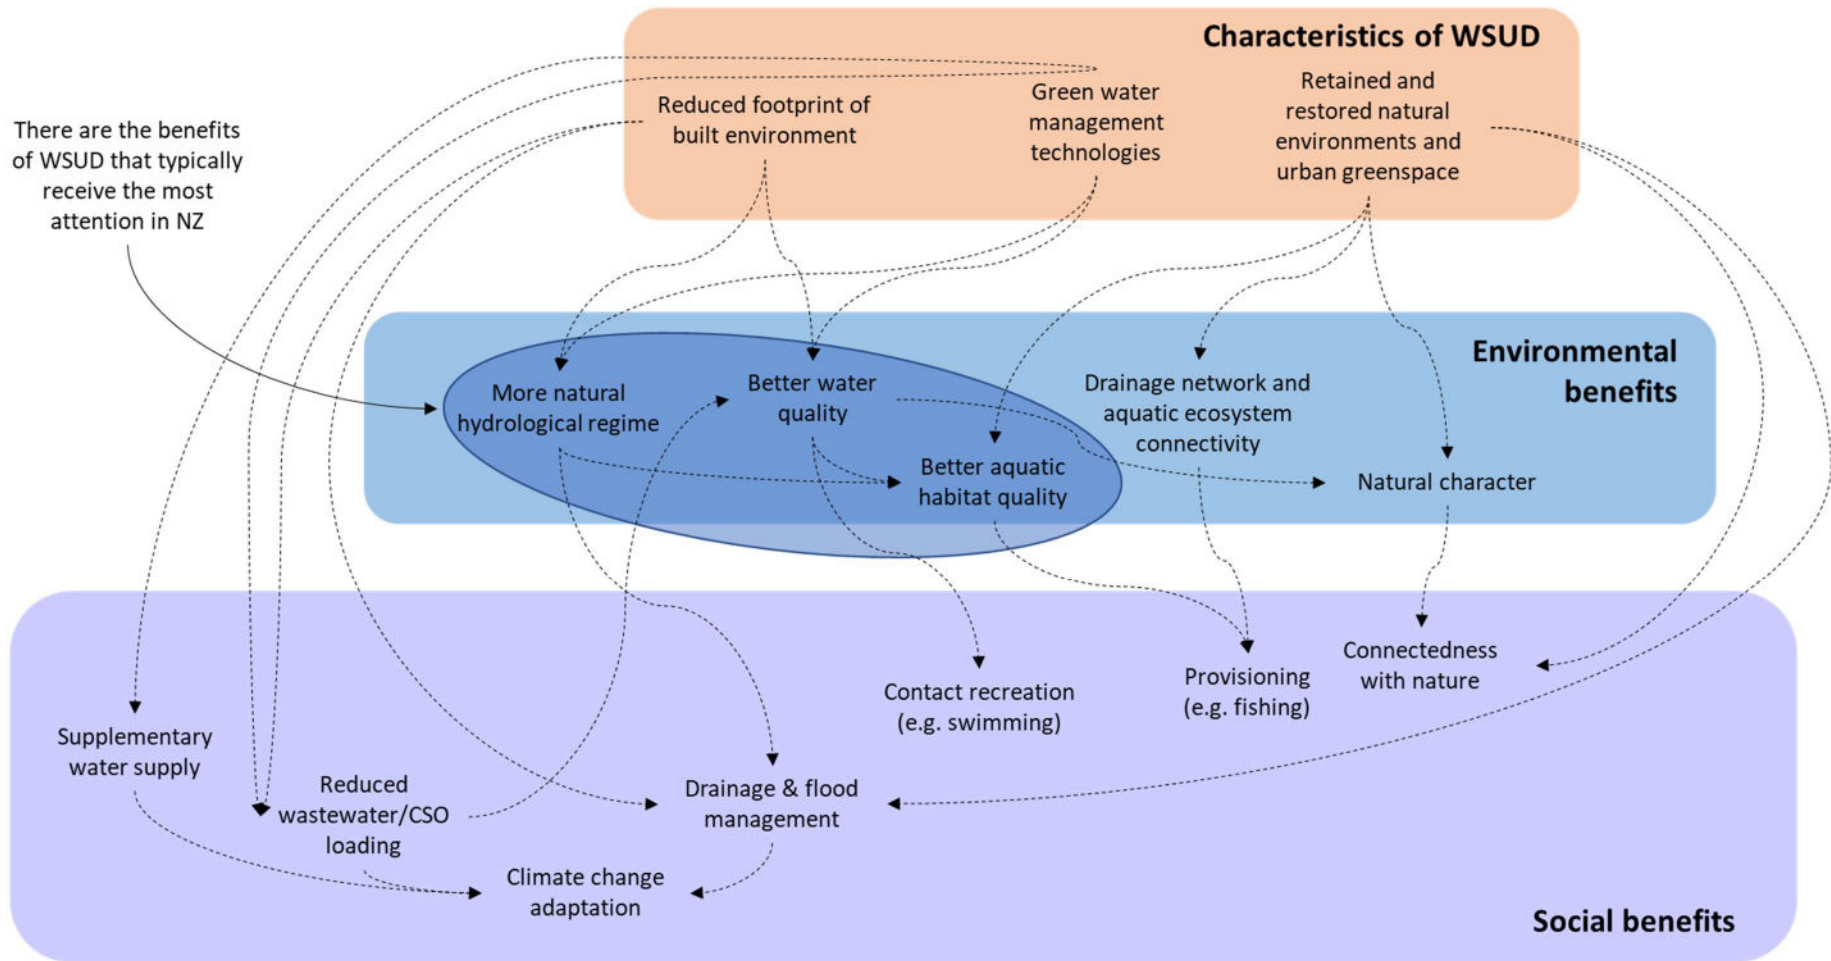 Characteristics of WSUD
Reduced footprint of
built environment
Green water
management
technologies
Retained and
restored natural
environments and
urban greenspace
There are the benefits
of WSUD that typically
receive the most
attention in NZ
Environmental
benefits
More natural
hydrological regime
Better water
quality
Better aquatic
habitat quality
Drainage network and
aquatic ecosystem
connectivity
Natural character
Supplementary
water supply
Reduced
wastewater/CSO
loading
Climate change
adaptation
Drainage & flood
management
Contact recreation
(e.g. swimming)
Provisioning
(e.g. fishing)
Connectedness
with nature
Social benefits